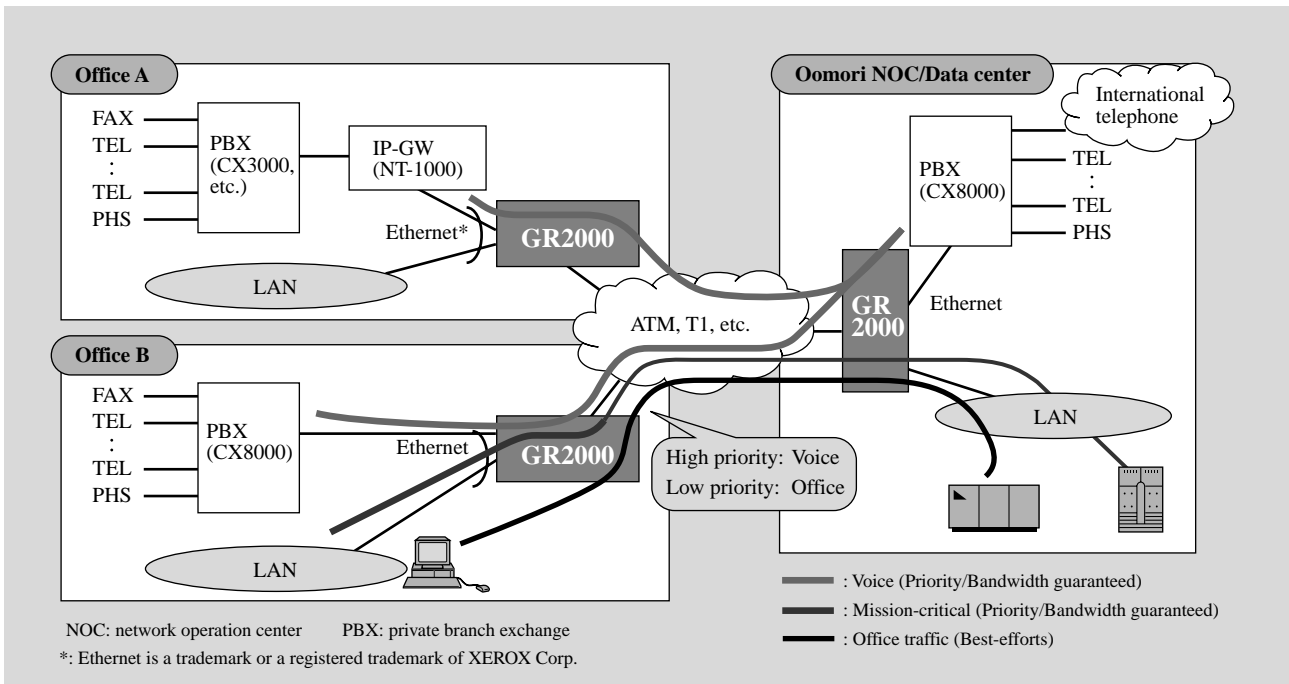 Office A
FAX
TEL
:
TEL
PHS
PBX
(CX3000,
etc.)
IP-GW
(NT-1000)
Ethernet*
GR2000
LAN
Oomori NOC/Data center
International
telephone
PBX
(CX8000)
TEL
:
TEL
PHS
GR
2000
Ethernet
ATM, T1, etc.
Office B
FAX
TEL
:
TEL
PHS
PBX
(CX8000)
Ethernet
GR2000
LAN
High priority: Voice
Low priority: Office
LAN
: Voice (Priority/Bandwidth guaranteed)
: Mission-critical (Priority/Bandwidth guaranteed)
: Office traffic (Best-efforts)
NOC: network operation center PBX: private branch exchange
*: Ethernet is a trademark or a registered trademark of XEROX Corp.